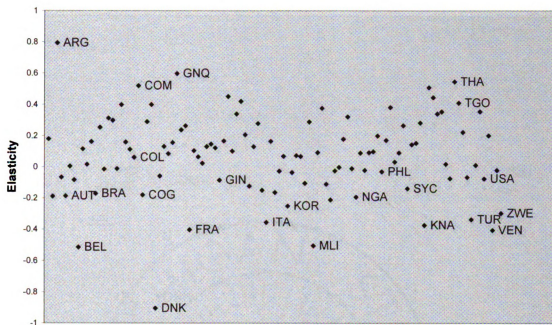 Elasticity
1
0.8
0.6
0.4
0.2
0
-0.2
-0.4
-0.6
-0.8
-1
ARG
GNQ
COM
THA
TGO
COL
PHL
USA
GIN
AUT
BRA
COG
NGA
SYC
KOR
ZWE
ITA
KNA
TUR
FRA
VEN
BEL
MLI
DNK